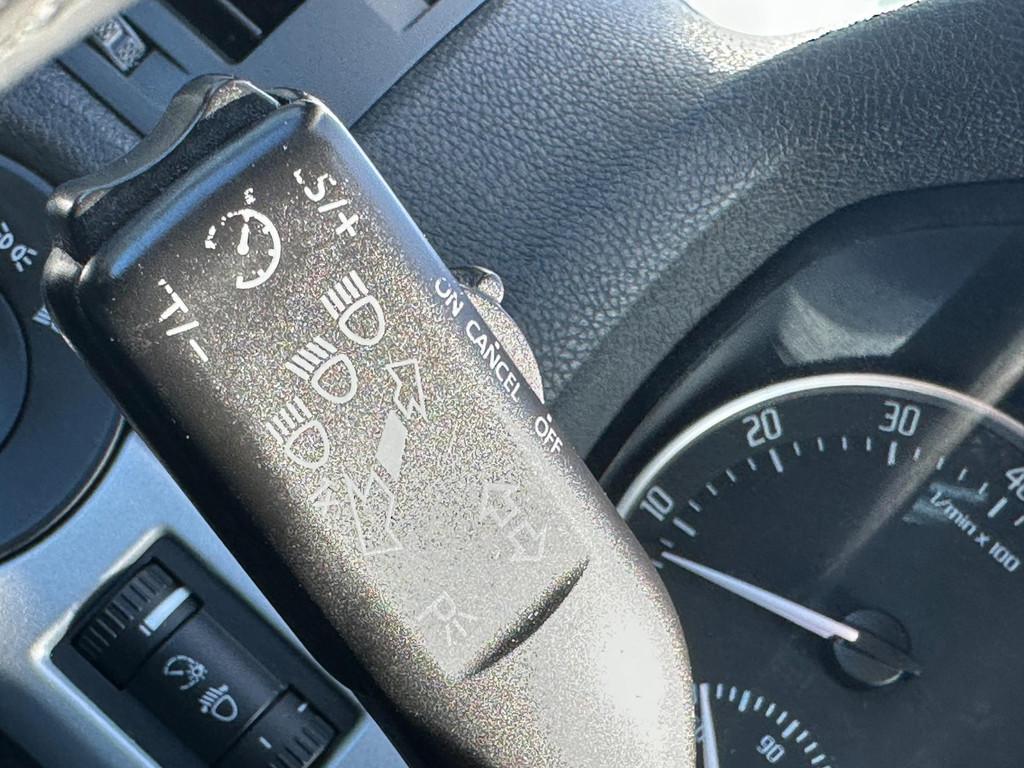 S/+
T/-
ON CANCEL OFF
10
20
30
1/min x 100
90